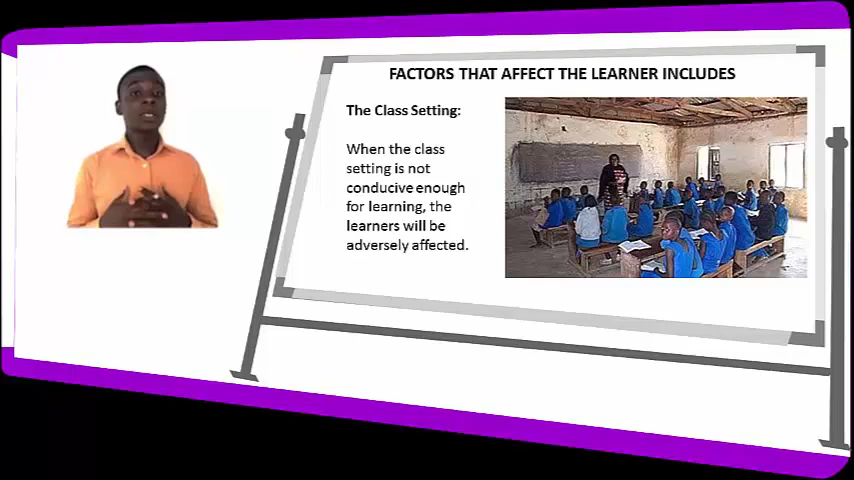 FACTORS THAT AFFECT THE LEARNER INCLUDES
The Class Setting:
When the class
setting is not
conducive enough
for learning, the
learners will be
adversely affected.